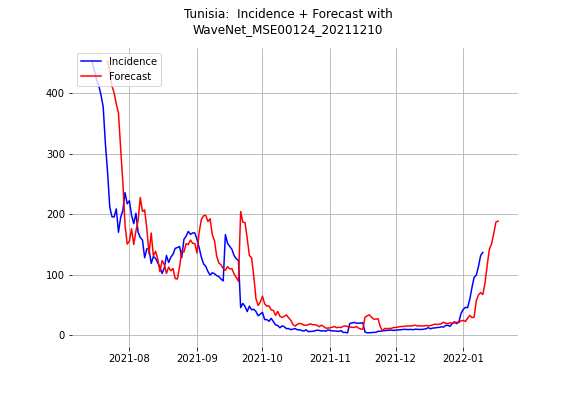 Tunisia:  Incidence + Forecast with
WaveNet_MSE00124_20211210
Incidence
Forecast
400
300
200
100
0
2021-08
2021-09
2021-10
2021-11
2021-12
2022-01